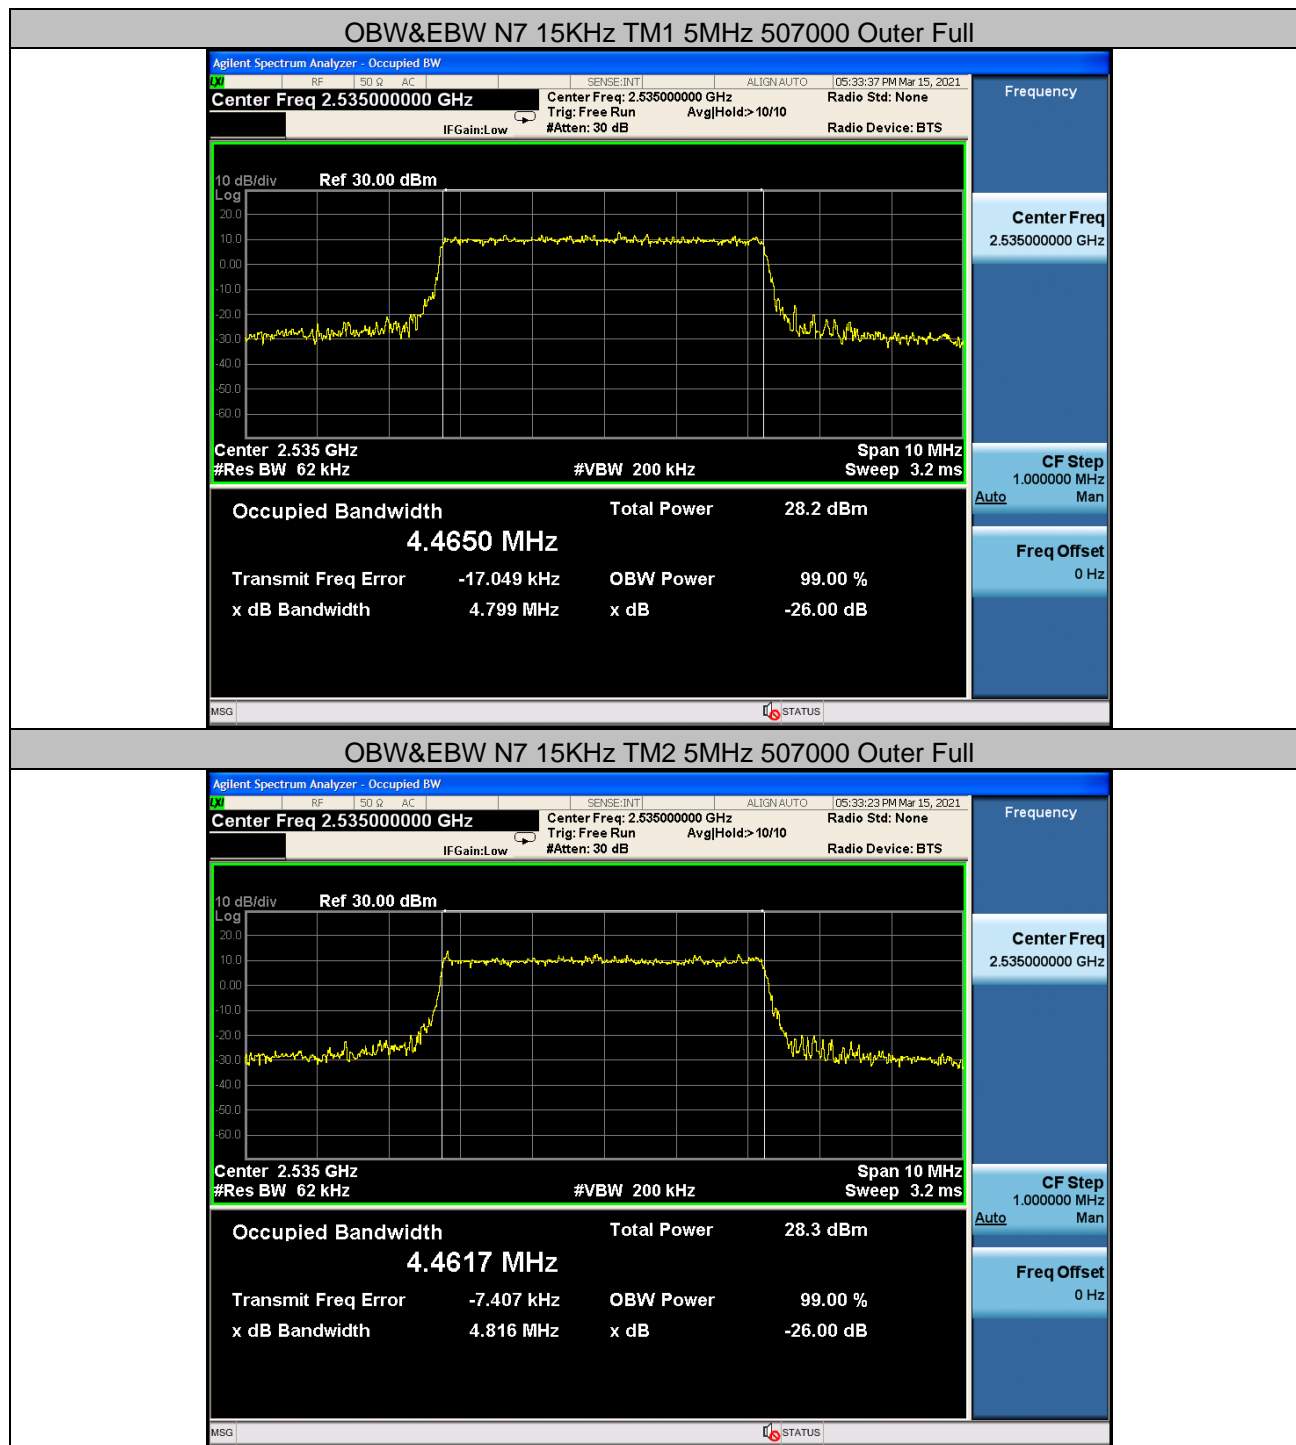 OBW&EBW N7 15KHz TM1 5MHz 507000 Outer Full
Agilent Spectrum Analyzer - Occupied BW
LXI RF 50 Ω AC SENSE:INT ALIGN AUTO 05:33:37 PM Mar 15, 2021
Center Freq 2.535000000 GHz
Center Freq: 2.535000000 GHz Radio Std: None
Trig: Free Run Avg|Hold:> 10/10
IFGain:Low #Atten: 30 dB Radio Device: BTS
Frequency
10 dB/div Ref 30.00 dBm
Log
20.0
10.0
0.00
-10.0
-20.0
-30.0
-40.0
-50.0
-60.0
Center 2.535 GHz Span 10 MHz
#Res BW 62 kHz #VBW 200 kHz Sweep 3.2 ms
Center Freq
2.535000000 GHz
CF Step
1.000000 MHz
Auto Man
Freq Offset
0 Hz
Occupied Bandwidth Total Power 28.2 dBm
4.4650 MHz
Transmit Freq Error -17.049 kHz OBW Power 99.00 %
x dB Bandwidth 4.799 MHz x dB -26.00 dB
MSG STATUS
OBW&EBW N7 15KHz TM2 5MHz 507000 Outer Full
Agilent Spectrum Analyzer - Occupied BW
LXI RF 50 Ω AC SENSE:INT ALIGN AUTO 05:33:23 PM Mar 15, 2021
Center Freq 2.535000000 GHz
Center Freq: 2.535000000 GHz Radio Std: None
Trig: Free Run Avg|Hold:> 10/10
IFGain:Low #Atten: 30 dB Radio Device: BTS
Frequency
10 dB/div Ref 30.00 dBm
Log
20.0
10.0
0.00
-10.0
-20.0
-30.0
-40.0
-50.0
-60.0
Center 2.535 GHz Span 10 MHz
#Res BW 62 kHz #VBW 200 kHz Sweep 3.2 ms
Center Freq
2.535000000 GHz
CF Step
1.000000 MHz
Auto Man
Freq Offset
0 Hz
Occupied Bandwidth Total Power 28.3 dBm
4.4617 MHz
Transmit Freq Error -7.407 kHz OBW Power 99.00 %
x dB Bandwidth 4.816 MHz x dB -26.00 dB
MSG STATUS